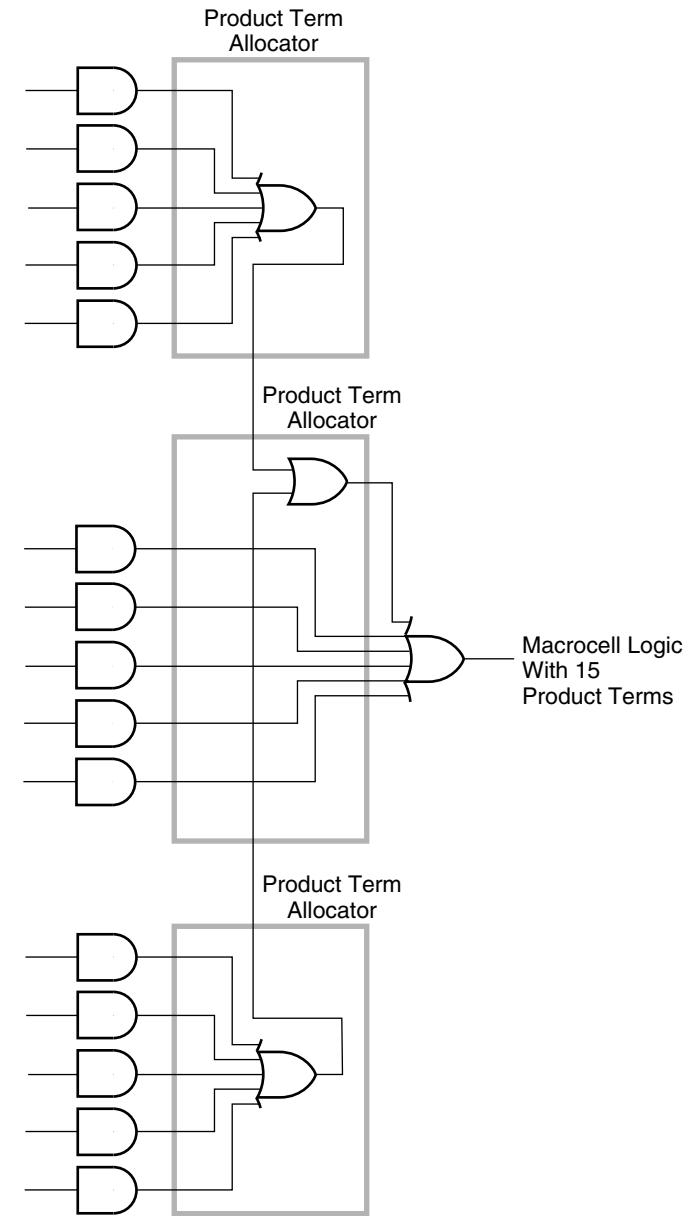 Product Term
Allocator
Product Term
Allocator
Macrocell Logic
With 15
Product Terms
Product Term
Allocator